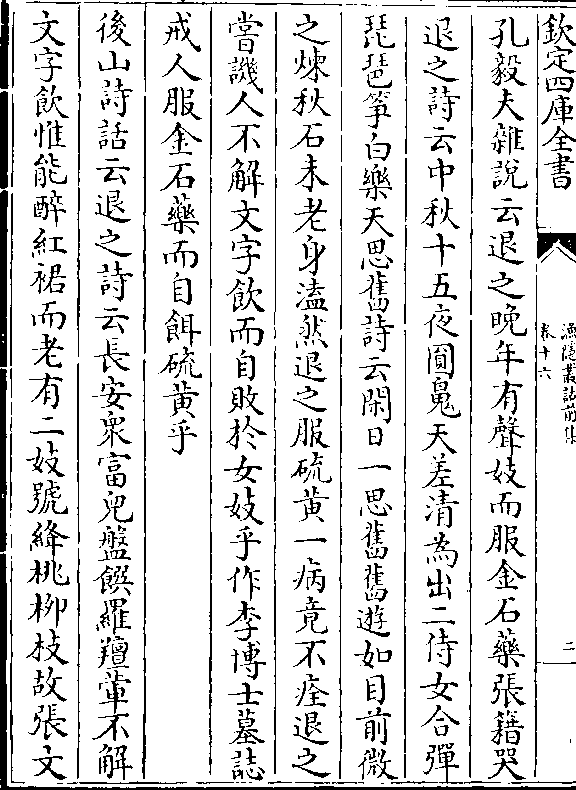 欽定四庫全書
漁隱叢話前集
卷十六
二
孔毅夫雜說云退之晚年有聲妓而服金石藥張籍哭
退之詩云中秋十五夜圓魄天差清為出二侍女合彈
琵琶箏白樂天思舊詩云閑日一思舊舊遊如目前微
之煉秋石未老身溘然退之服硫黄一病竟不痊退之
嘗譏人不解文字飲而自敗於女妓乎作李博士墓誌
戒人服金石藥而自餌硫黄乎
後山詩話云退之詩云長安衆富兒盤饌羅羶葷不解
文字飲惟能醉紅裙而老有二妓號絳桃柳枝故張文